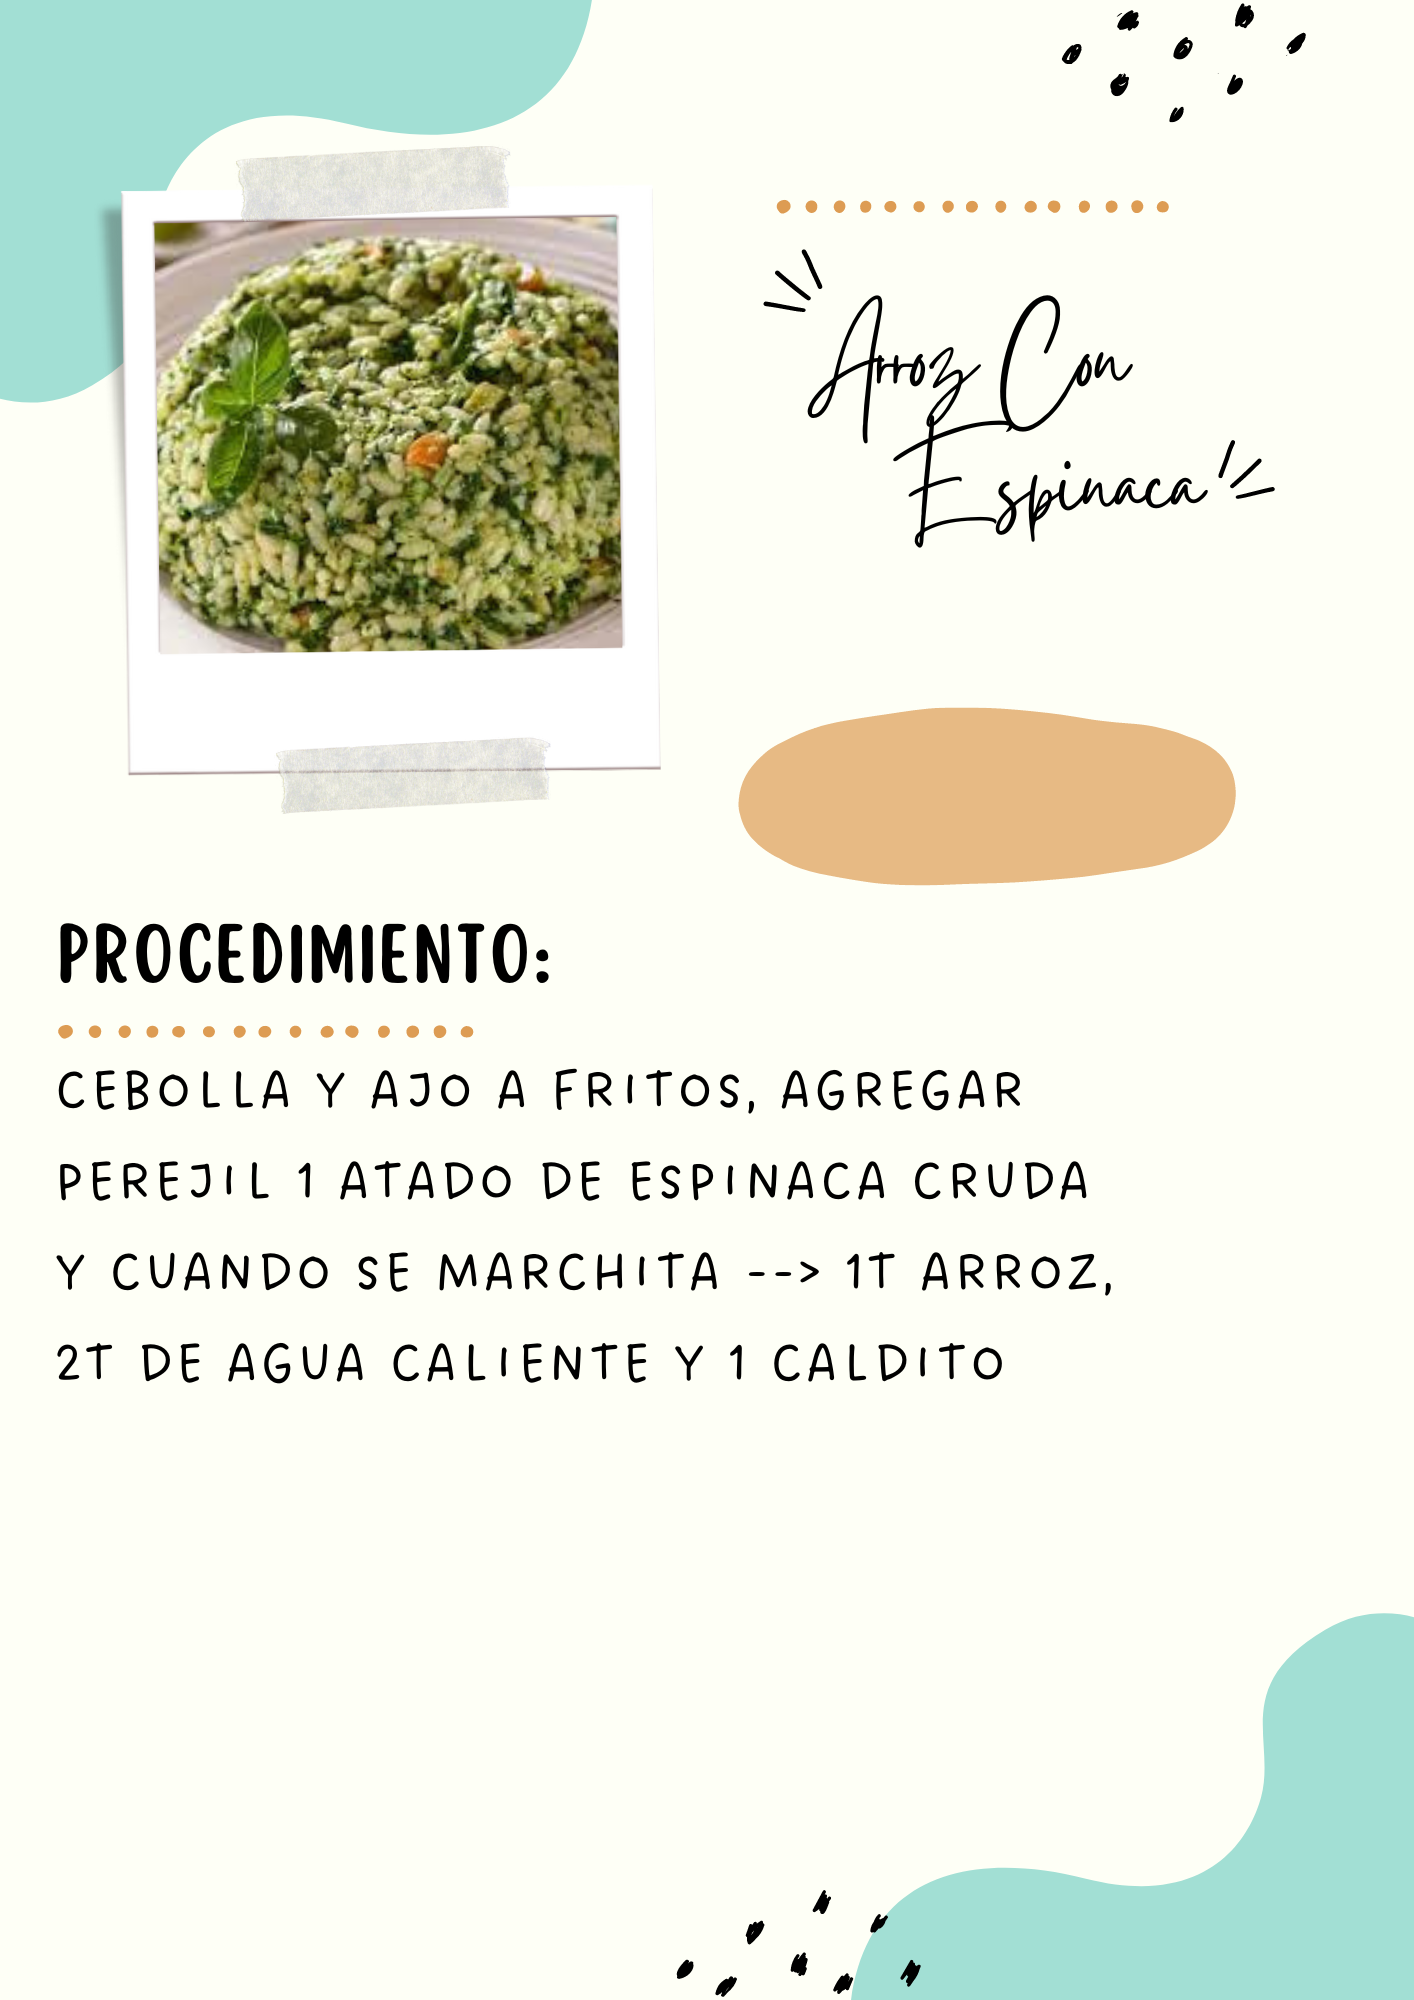 Arroz Con
Espinaca
PROCEDIMIENTO:
CEBOLLA Y AJO A FRITOS, AGREGAR
PEREJIL 1 ATADO DE ESPINACA CRUDA
Y CUANDO SE MARCHITA --> 1T ARROZ,
2T DE AGUA CALIENTE Y 1 CALDITO